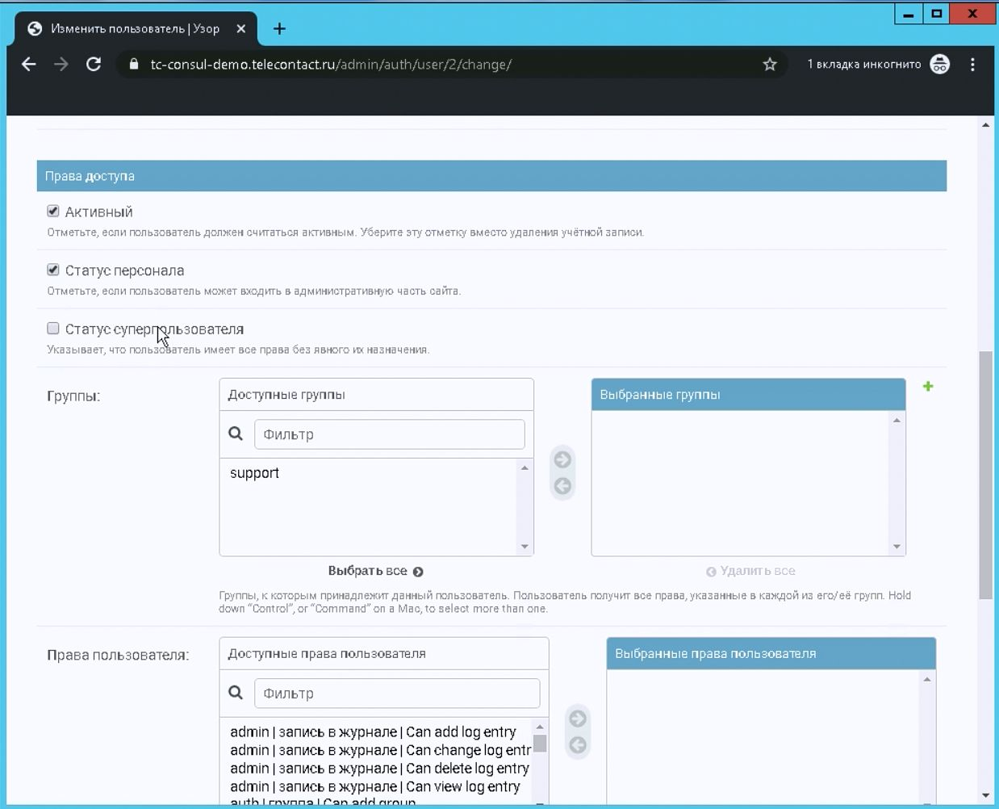 Изменить пользователь | Узор
tc-consul-demo.telecontact.ru/admin/auth/user/2/change/
1 вкладка инкогнито
Права доступа
Активный
Отметьте, если пользователь должен считаться активным. Уберите эту отметку вместо удаления учётной записи.
Статус персонала
Отметьте, если пользователь может входить в административную часть сайта.
Статус суперпользователя
Указывает, что пользователь имеет все права без явного их назначения.
Группы:
Доступные группы
Выбранные группы
Фильтр
support
Выбрать все
Удалить все
Группы, к которым принадлежит данный пользователь. Пользователь получит все права, указанные в каждой из его/её групп. Hold
down “Control”, or “Command” on a Mac, to select more than one.
Права пользователя:
Доступные права пользователя
Выбранные права пользователя
Фильтр
admin | запись в журнале | Can add log entry
admin | запись в журнале | Can change log entr
admin | запись в журнале | Can delete log entry
admin | запись в журнале | Can view log entry
auth | группа | Can add group